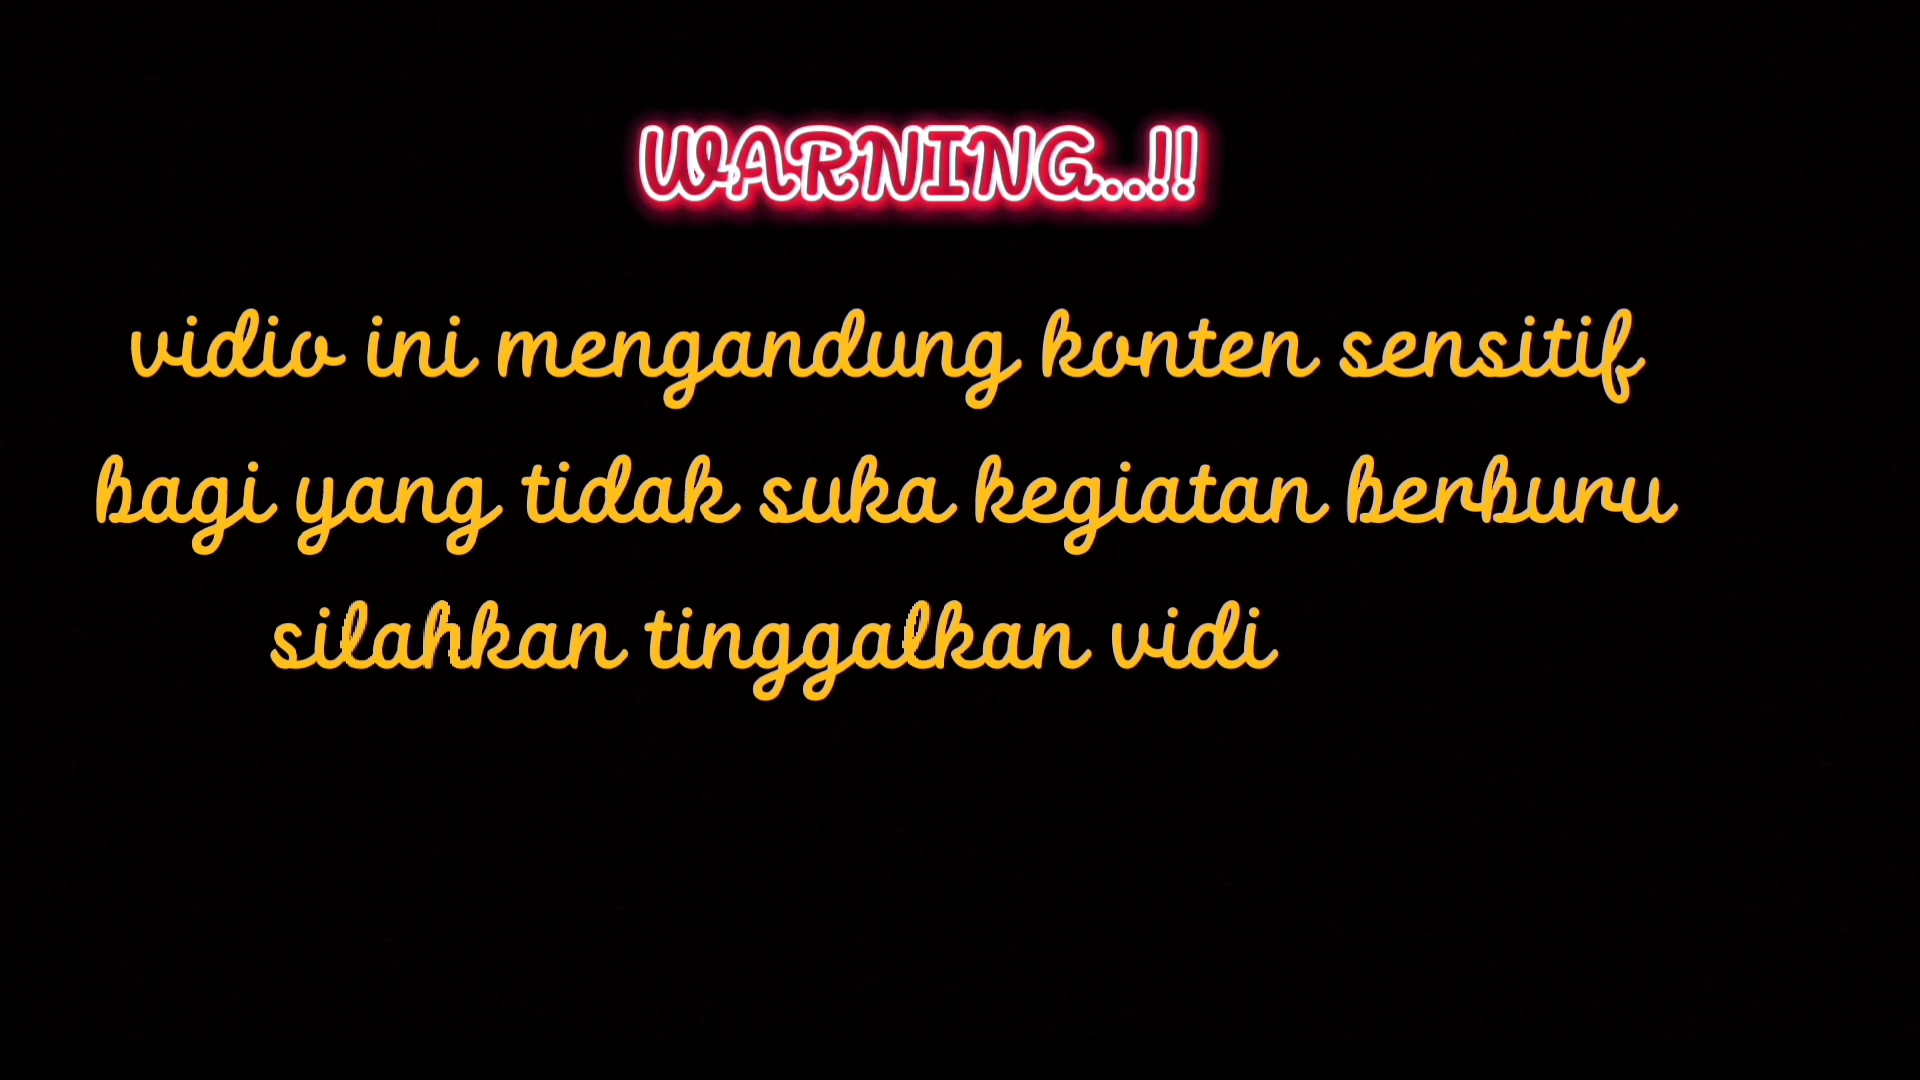 WARNING..!!
vidio ini mengandung konten sensitif
bagi yang tidak suka kegiatan berburu
silahkan tinggalkan vidi